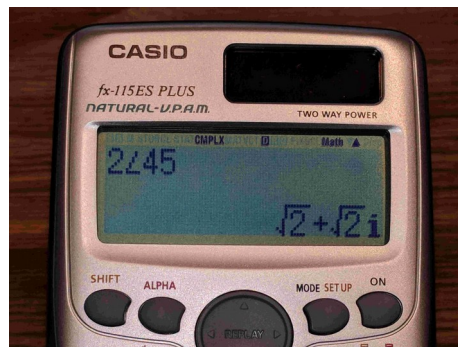 CASIO
fx-115ES PLUS
NATURAL-V.P.A.M.
TWO WAY POWER
CMPLX D Math ▲
2∠45
√2+√2i
SHIFT ALPHA MODE SETUP ON
REPLAY